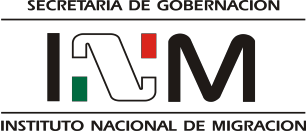 SECRETARIA DE GOBERNACION
INM
INSTITUTO NACIONAL DE MIGRACION